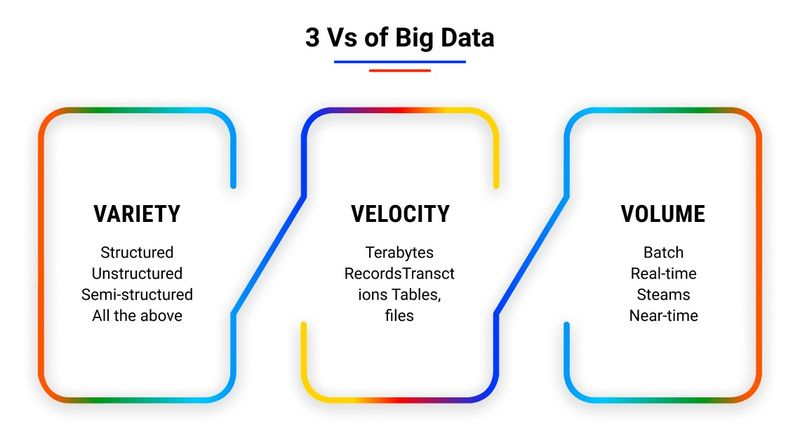 3 Vs of Big Data
VARIETY
Structured
Unstructured
Semi-structured
All the above
VELOCITY
Terabytes
RecordsTransct
ions Tables,
files
VOLUME
Batch
Real-time
Steams
Near-time